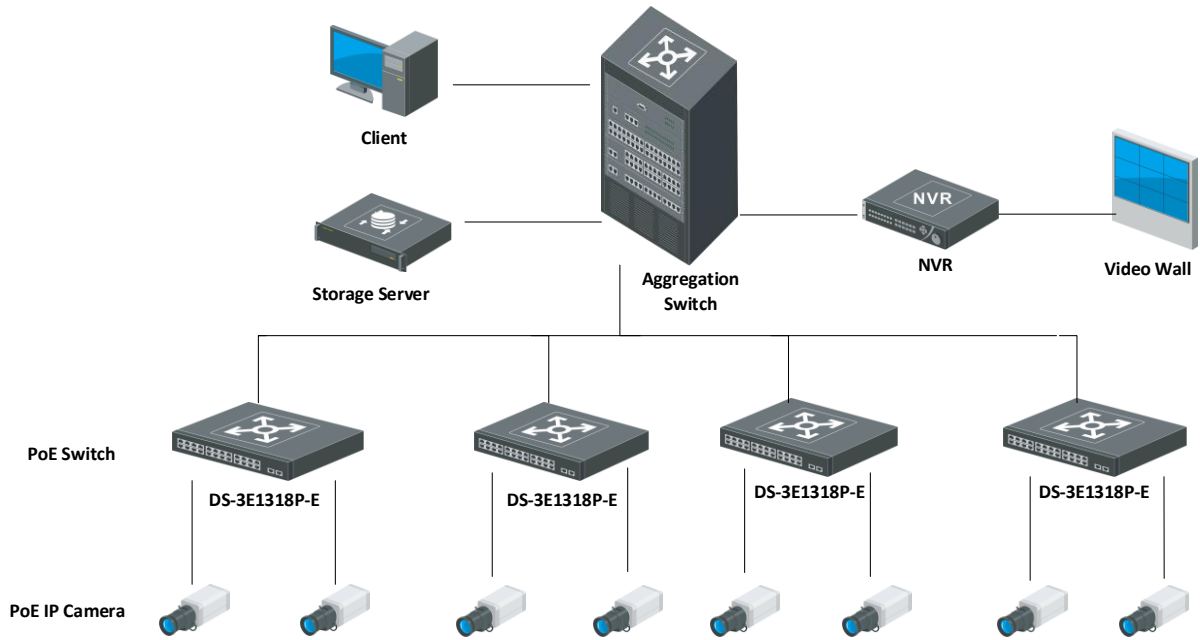 Client
Storage Server
Aggregation
Switch
NVR
NVR
Video Wall
PoE Switch
DS-3E1318P-E
DS-3E1318P-E
DS-3E1318P-E
DS-3E1318P-E
PoE IP Camera